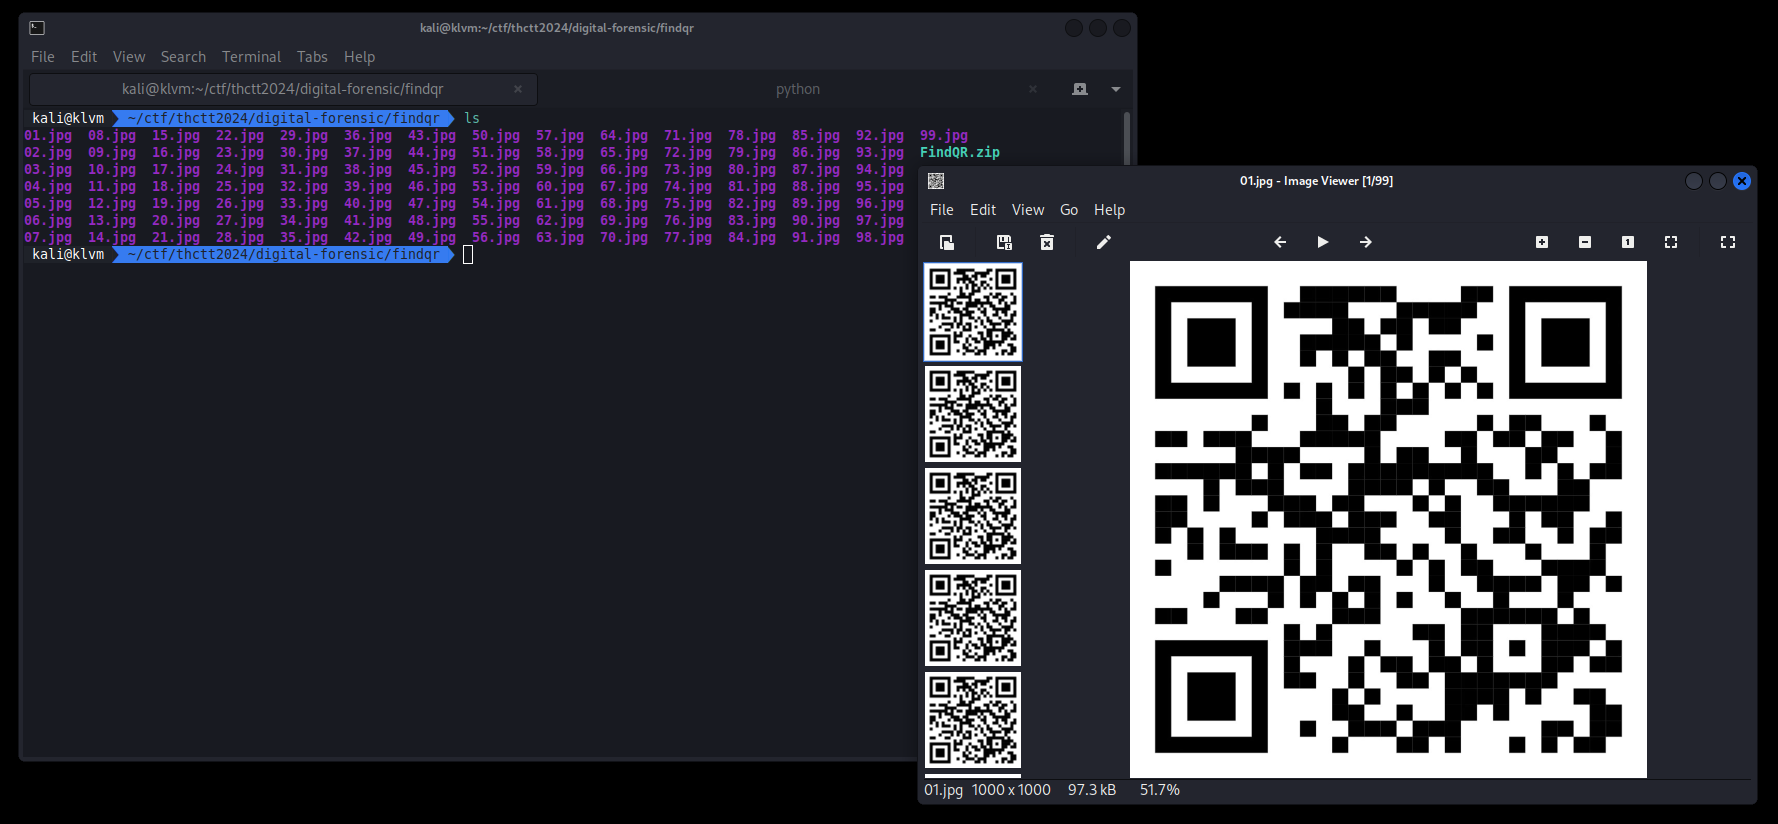 kali@klvm:~/ctf/thctt2024/digital-forensic/findqr
File Edit View Search Terminal Tabs Help
kali@klvm:~/ctf/thctt2024/digital-forensic/findqr × python ×
kali@klvm ~/ctf/thctt2024/digital-forensic/findqr ls
01.jpg 08.jpg 15.jpg 22.jpg 29.jpg 36.jpg 43.jpg 50.jpg 57.jpg 64.jpg 71.jpg 78.jpg 85.jpg 92.jpg 99.jpg
02.jpg 09.jpg 16.jpg 23.jpg 30.jpg 37.jpg 44.jpg 51.jpg 58.jpg 65.jpg 72.jpg 79.jpg 86.jpg 93.jpg FindQR.zip
03.jpg 10.jpg 17.jpg 24.jpg 31.jpg 38.jpg 45.jpg 52.jpg 59.jpg 66.jpg 73.jpg 80.jpg 87.jpg 94.jpg
04.jpg 11.jpg 18.jpg 25.jpg 32.jpg 39.jpg 46.jpg 53.jpg 60.jpg 67.jpg 74.jpg 81.jpg 88.jpg 95.jpg
05.jpg 12.jpg 19.jpg 26.jpg 33.jpg 40.jpg 47.jpg 54.jpg 61.jpg 68.jpg 75.jpg 82.jpg 89.jpg 96.jpg
06.jpg 13.jpg 20.jpg 27.jpg 34.jpg 41.jpg 48.jpg 55.jpg 62.jpg 69.jpg 76.jpg 83.jpg 90.jpg 97.jpg
07.jpg 14.jpg 21.jpg 28.jpg 35.jpg 42.jpg 49.jpg 56.jpg 63.jpg 70.jpg 77.jpg 84.jpg 91.jpg 98.jpg
kali@klvm ~/ctf/thctt2024/digital-forensic/findqr
01.jpg - Image Viewer [1/99]
File Edit View Go Help
01.jpg 1000 x 1000 97.3 kB 51.7%